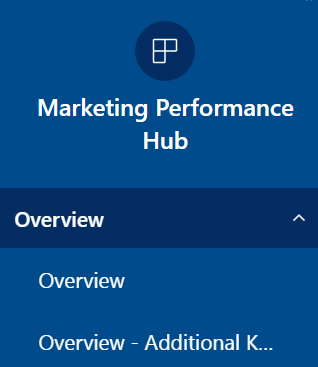 Marketing Performance
Hub
Overview
Overview
Overview - Additional K...